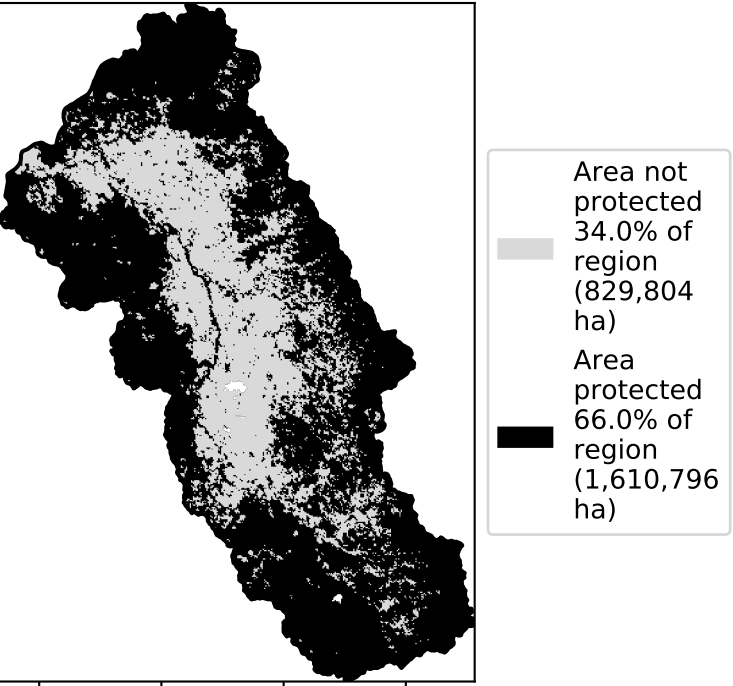 Area not
protected
34.0% of
region
(829,804
ha)
Area
protected
66.0% of
region
(1,610,796
ha)